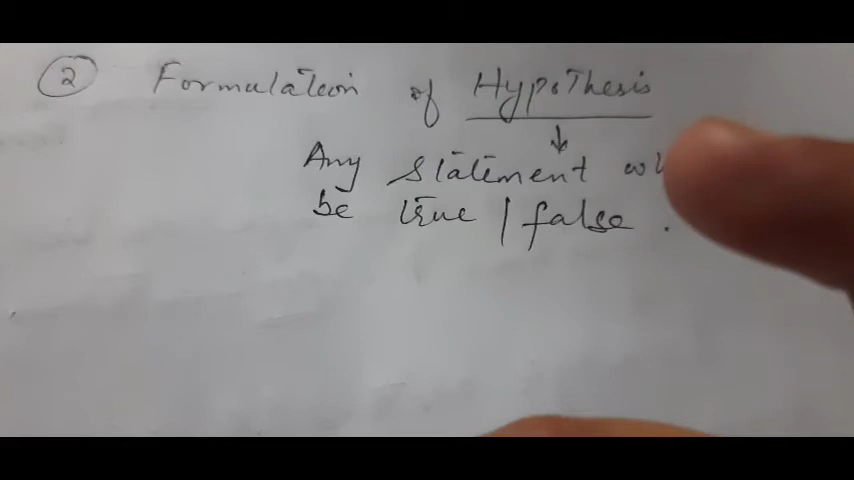 ② Formulation of Hypothesis
↓
Any statement
be true / false .